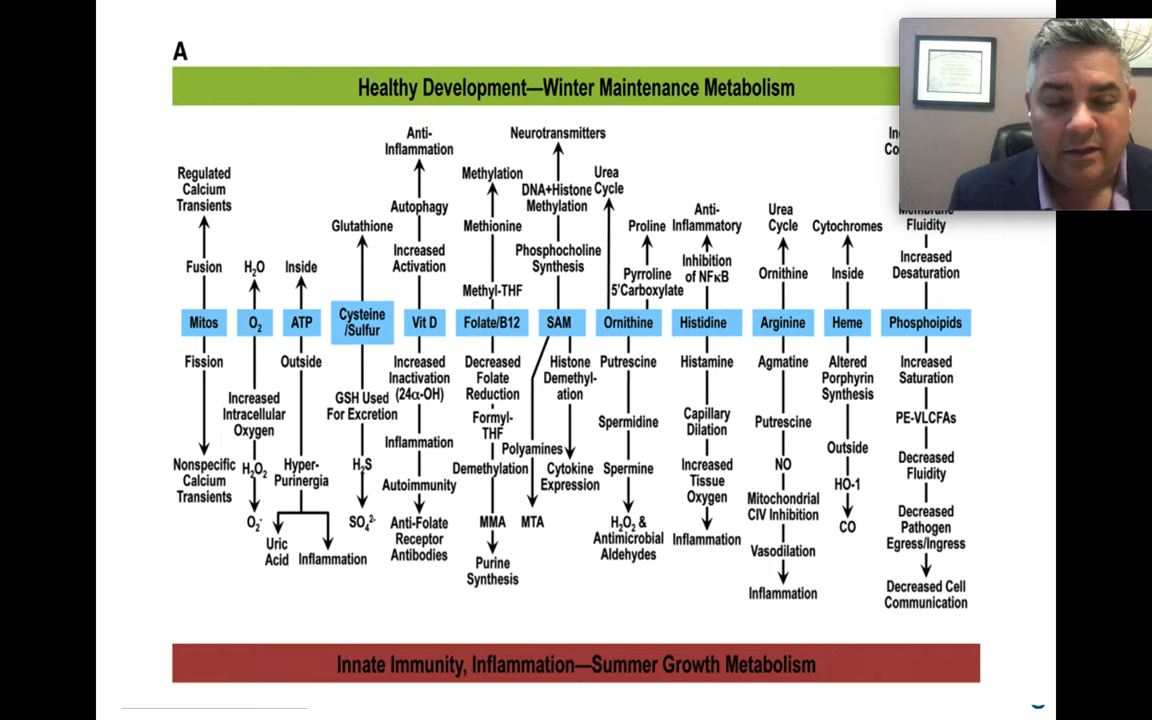 A
Healthy Development—Winter Maintenance Metabolism
Regulated
Calcium
Transients
Fusion
Mitos
Fission
Nonspecific
Calcium
Transients
H₂O
O₂
Increased
Intracellular
Oxygen
H₂O₂
O₂⁻
Inside
ATP
Outside
Hyper-
Purinergia
Uric
Acid
Inflammation
Glutathione
Cysteine
/Sulfur
GSH Used
For Excretion
H₂S
SO₄²⁻
Anti-
Inflammation
Autophagy
Increased
Activation
Vit D
Increased
Inactivation
(24α-OH)
Inflammation
Autoimmunity
Anti-Folate
Receptor
Antibodies
Methylation
Methionine
Methyl-THF
Folate/B12
Decreased
Folate
Reduction
Formyl-
THF
Demethylation
MMA
Purine
Synthesis
Neurotransmitters
DNA+Histone
Methylation
Phosphocholine
Synthesis
SAM
Histone
Demethyl-
ation
Polyamines
Cytokine
Expression
MTA
Urea
Cycle
Proline
Pyrroline
5'Carboxylate
Ornithine
Putrescine
Spermidine
Spermine
H₂O₂ &
Antimicrobial
Aldehydes
Anti-
Inflammatory
Inhibition
of NFκB
Histidine
Histamine
Capillary
Dilation
Increased
Tissue
Oxygen
Inflammation
Urea
Cycle
Ornithine
Arginine
Agmatine
Putrescine
NO
Mitochondrial
CIV Inhibition
Vasodilation
Inflammation
Cytochromes
Inside
Heme
Altered
Porphyrin
Synthesis
Outside
HO-1
CO
Membrane
Fluidity
Increased
Desaturation
Phosphoipids
Increased
Saturation
PE-VLCFAs
Decreased
Fluidity
Decreased
Pathogen
Egress/Ingress
Decreased Cell
Communication
Innate Immunity, Inflammation—Summer Growth Metabolism